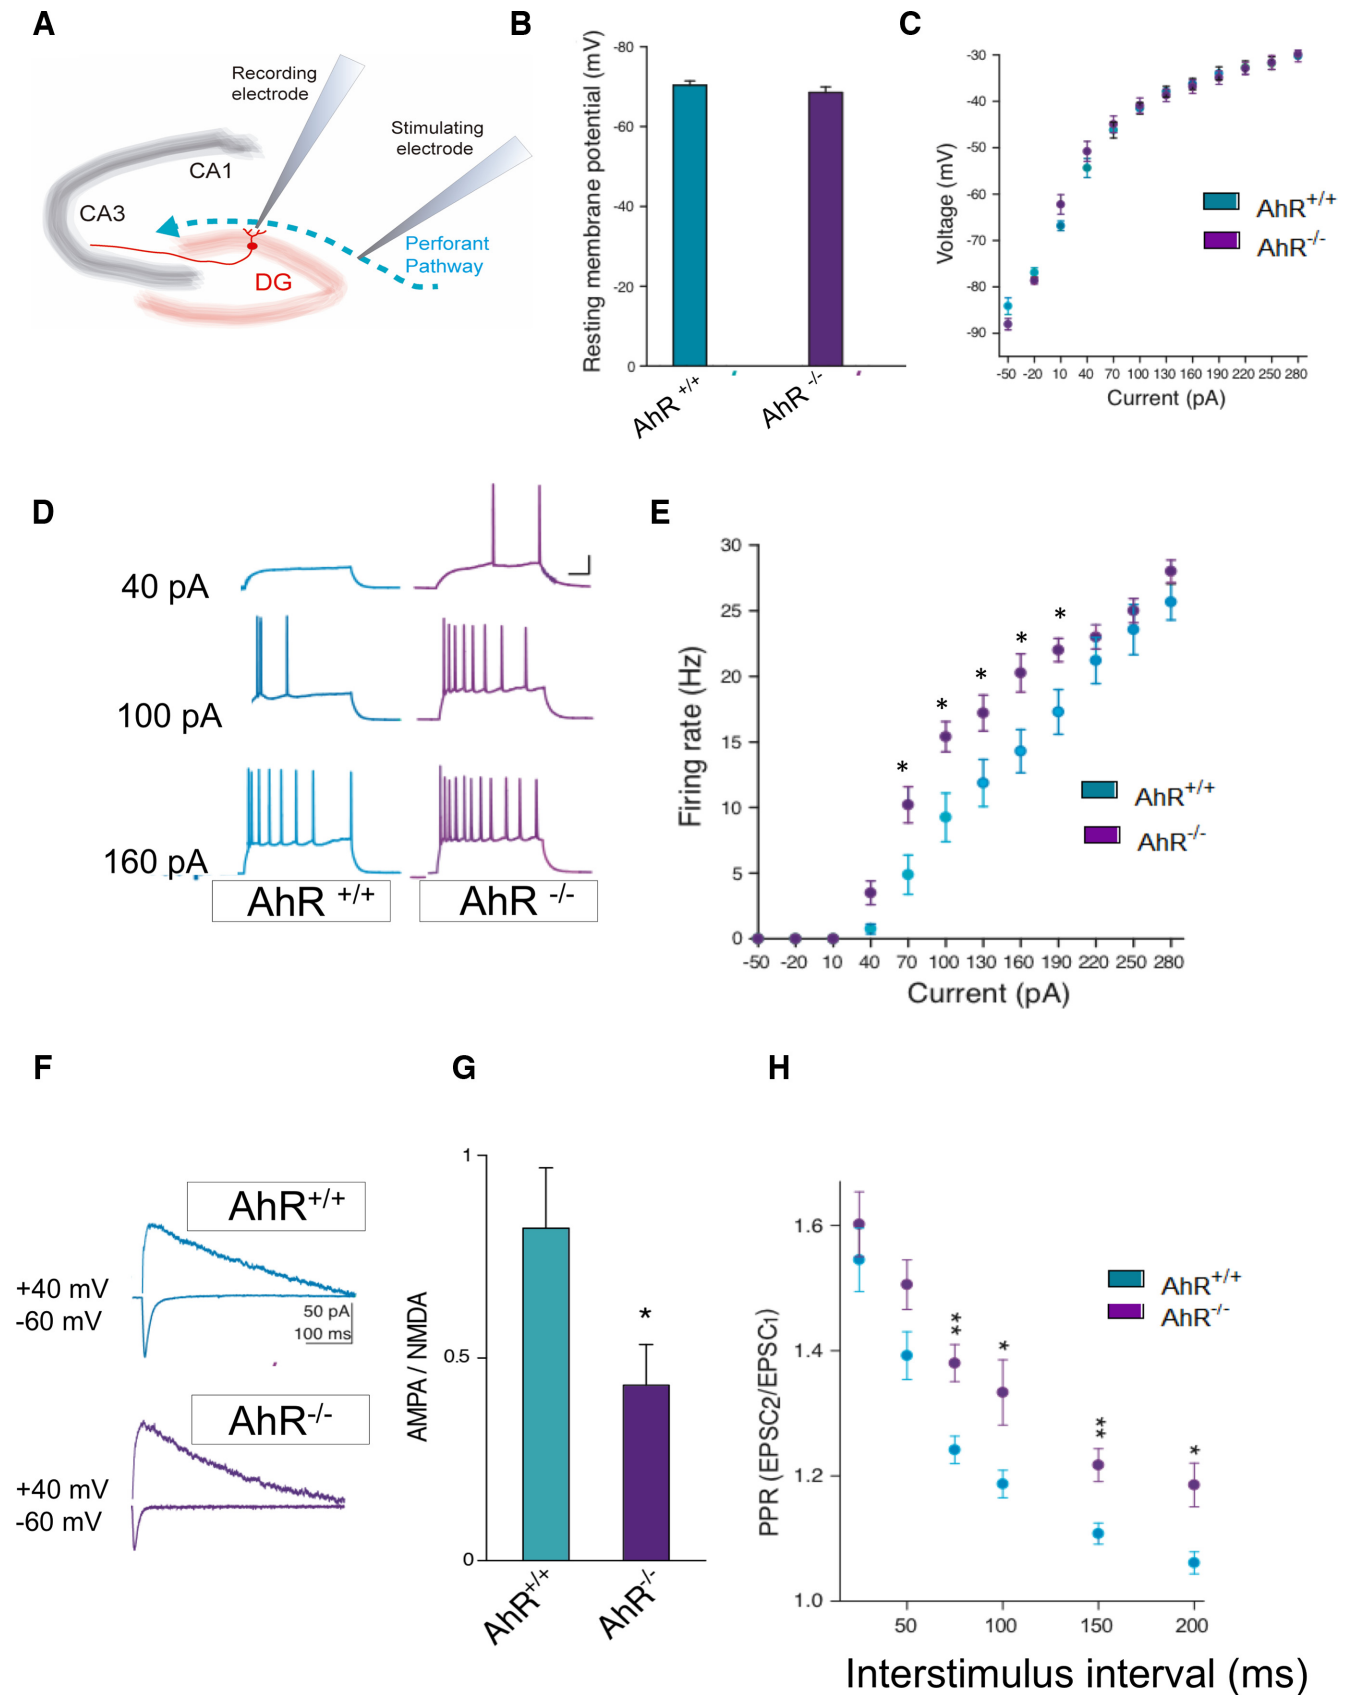 A
Recording
electrode
Stimulating
electrode
CA1
CA3
Perforant
Pathway
DG
B
Resting membrane potential (mV)
-80
-60
-40
-20
0
AhR +/+
AhR -/-
C
Voltage (mV)
-30
-40
-50
-60
-70
-80
-90
-50 -20 10 40 70 100 130 160 190 220 250 280
Current (pA)
AhR+/+
AhR-/-
D
40 pA
100 pA
160 pA
AhR +/+
AhR -/-
E
Firing rate (Hz)
30
25
20
15
10
5
0
* * * * *
-50 -20 10 40 70 100 130 160 190 220 250 280
Current (pA)
AhR+/+
AhR-/-
F
AhR+/+
+40 mV
-60 mV
50 pA
100 ms
AhR-/-
+40 mV
-60 mV
G
AMPA / NMDA
1
0.5
0
*
AhR+/+
AhR-/-
H
PPR (EPSC2/EPSC1)
1.6
1.4
1.2
1.0
** * ** *
50 100 150 200
Interstimulus interval (ms)
AhR+/+
AhR-/-